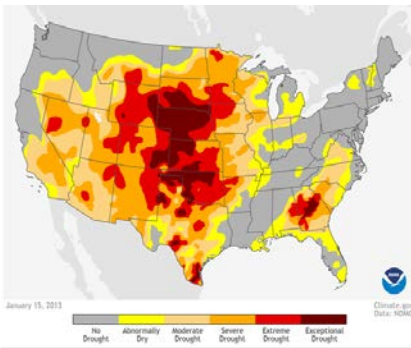 January 15, 2013
Climate.gov
Data: NDMC
No
Drought
Abnormally
Dry
Moderate
Drought
Severe
Drought
Extreme
Drought
Exceptional
Drought